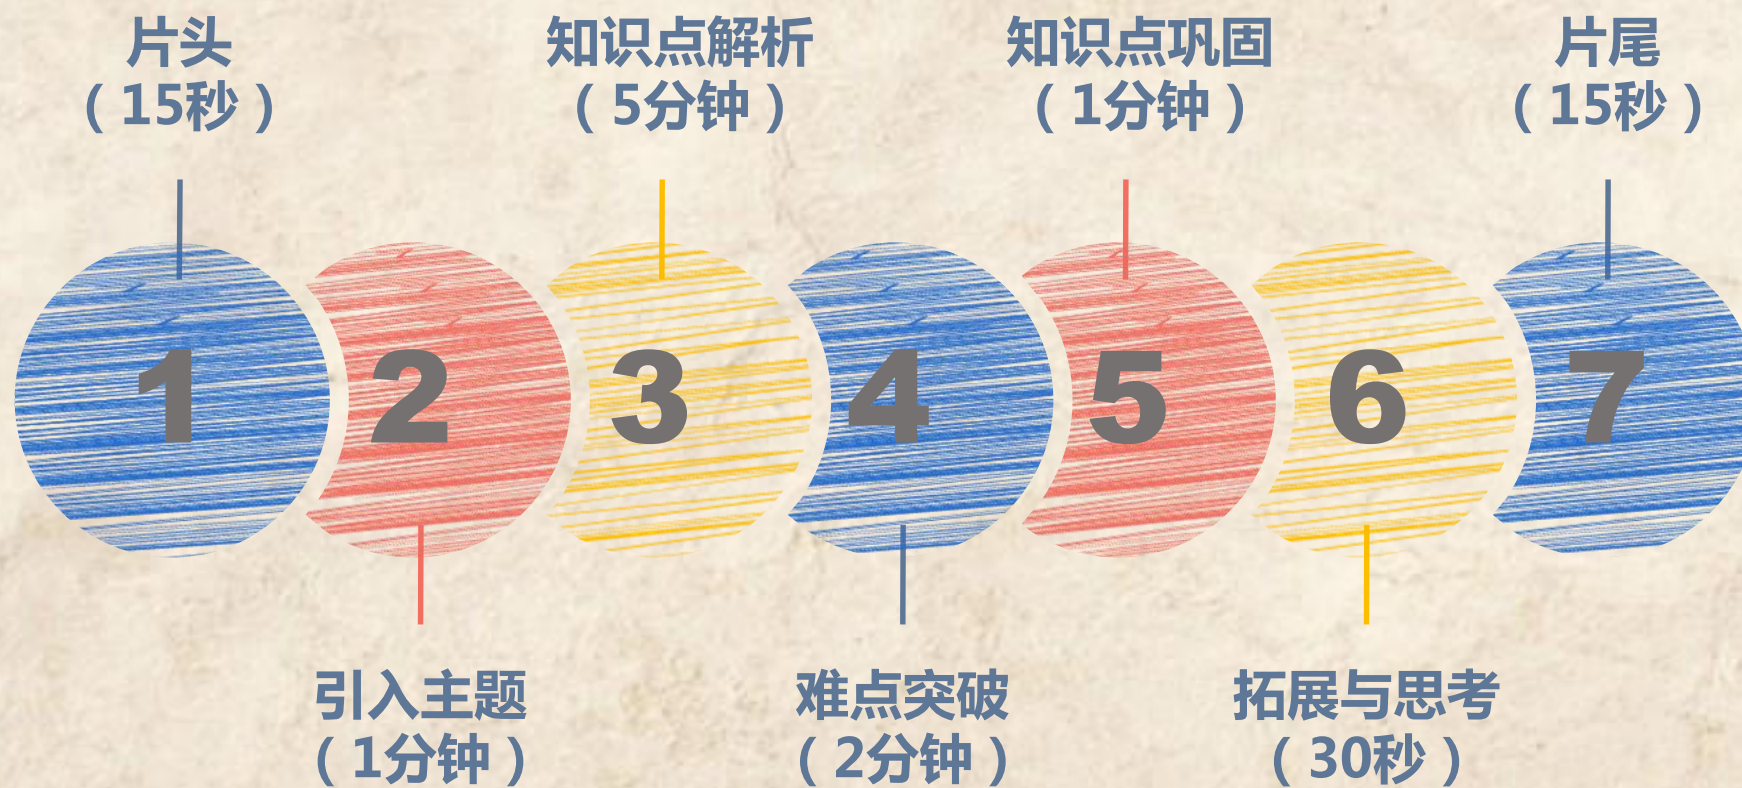 片头
（15秒）
知识点解析
（5分钟）
知识点巩固
（1分钟）
片尾
（15秒）
1
2
3
4
5
6
7
引入主题
（1分钟）
难点突破
（2分钟）
拓展与思考
（30秒）